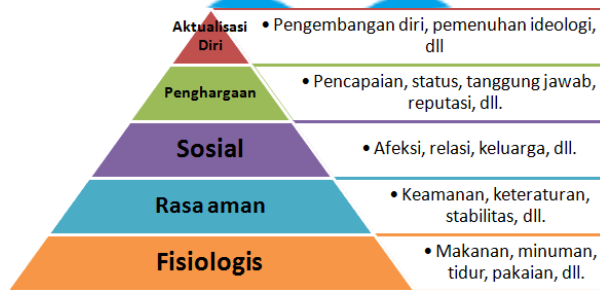 Aktualisasi
Diri
• Pengembangan diri, pemenuhan ideologi,
dll
Penghargaan
• Pencapaian, status, tanggung jawab,
reputasi, dll.
Sosial
• Afeksi, relasi, keluarga, dll.
Rasa aman
• Keamanan, keteraturan,
stabilitas, dll.
Fisiologis
• Makanan, minuman,
tidur, pakaian, dll.